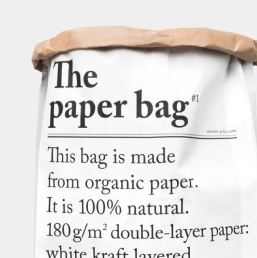 The
paper bag#1
This bag is made
from organic paper.
It is 100% natural.
180g/m² double-layer paper:
white kraft layered